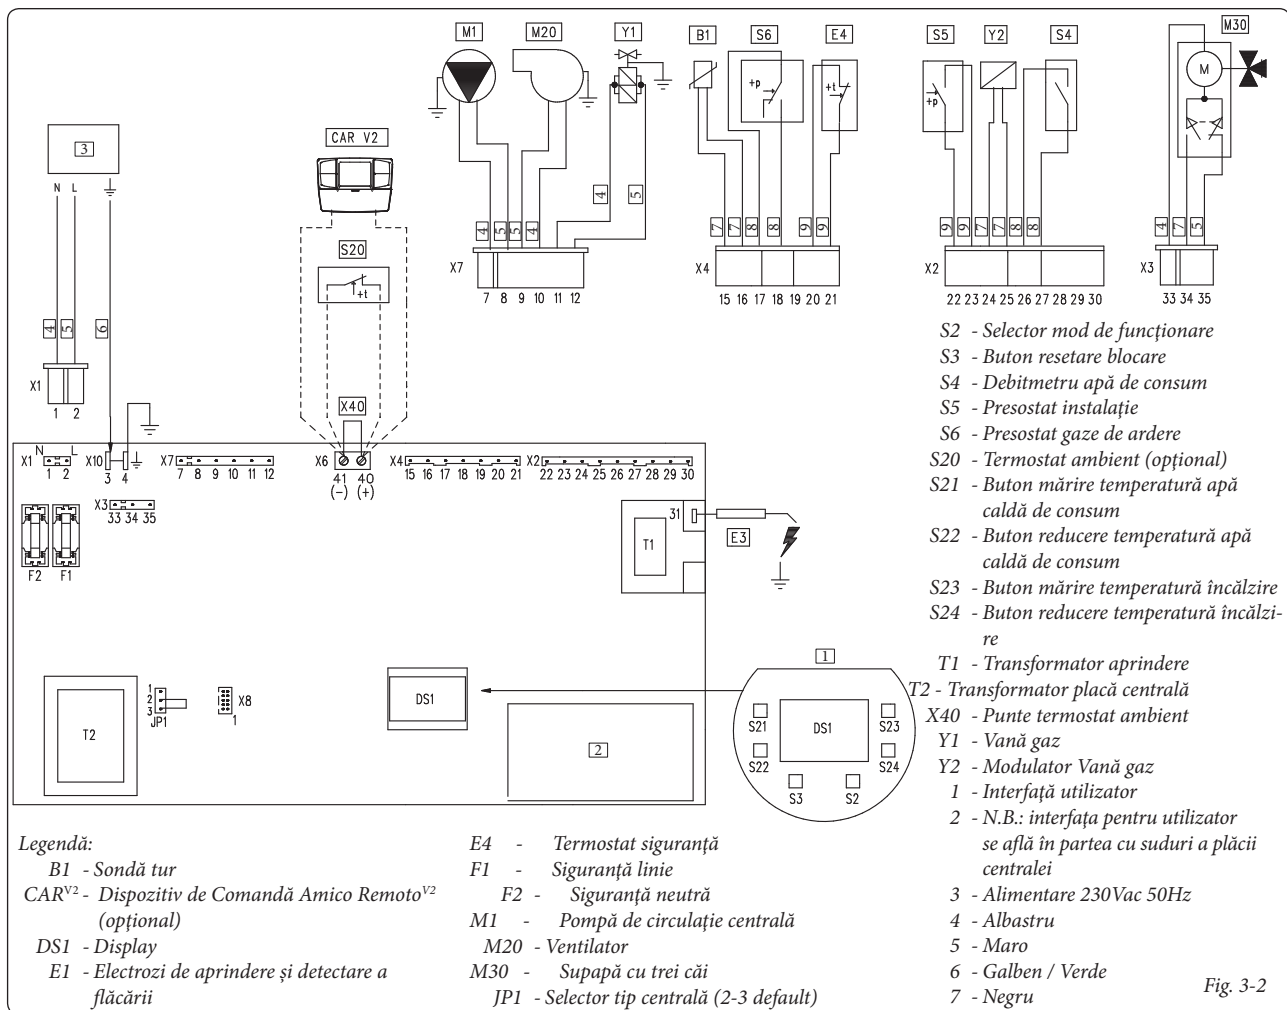 M1 M20 Y1 B1 S6 E4 S5 Y2 S4 M30
M
+p +t +p
3
CAR V2
N L
4 5
S20
+t
4 5 5 4
7 7 8 8 9 9
9 9 7 7 8 8
4 7 5
X7 X4 X2 X3
7 8 9 10 11 12
15 16 17 18 19 20 21
22 23 24 25 26 27 28 29 30
33 34 35
4 5 6
X1
1 2
X40
X1 N L X10 X7 X6 X4 X2
1 2 3 4
7 8 9 10 11 12
41 40
(-) (+)
15 16 17 18 19 20 21
22 23 24 25 26 27 28 29 30
X3
33 34 35
F2 F1
31
T1
E3
1
T2
1
2
3
JP1
X8
1
DS1
2
S21 DS1 S23
S22 S24
S3 S2
S2 - Selector mod de funcționare
S3 - Buton resetare blocare
S4 - Debitmetru apă de consum
S5 - Presostat instalație
S6 - Presostat gaze de ardere
S20 - Termostat ambient (opțional)
S21 - Buton mărire temperatură apă
caldă de consum
S22 - Buton reducere temperatură apă
caldă de consum
S23 - Buton mărire temperatură încălzire
S24 - Buton reducere temperatură încălzi-
re
T1 - Transformator aprindere
T2 - Transformator placă centrală
X40 - Punte termostat ambient
Y1 - Vană gaz
Y2 - Modulator Vană gaz
1 - Interfață utilizator
2 - N.B.: interfața pentru utilizator
se află în partea cu suduri a plăcii
centralei
3 - Alimentare 230Vac 50Hz
4 - Albastru
5 - Maro
6 - Galben / Verde
7 - Negru
Legendă:
B1 - Sondă tur
CARV2 - Dispozitiv de Comandă Amico RemotoV2
(opțional)
DS1 - Display
E1 - Electrozi de aprindere și detectare a
flăcării
E4 - Termostat siguranță
F1 - Siguranță linie
F2 - Siguranță neutră
M1 - Pompă de circulație centrală
M20 - Ventilator
M30 - Supapă cu trei căi
JP1 - Selector tip centrală (2-3 default)
Fig. 3-2